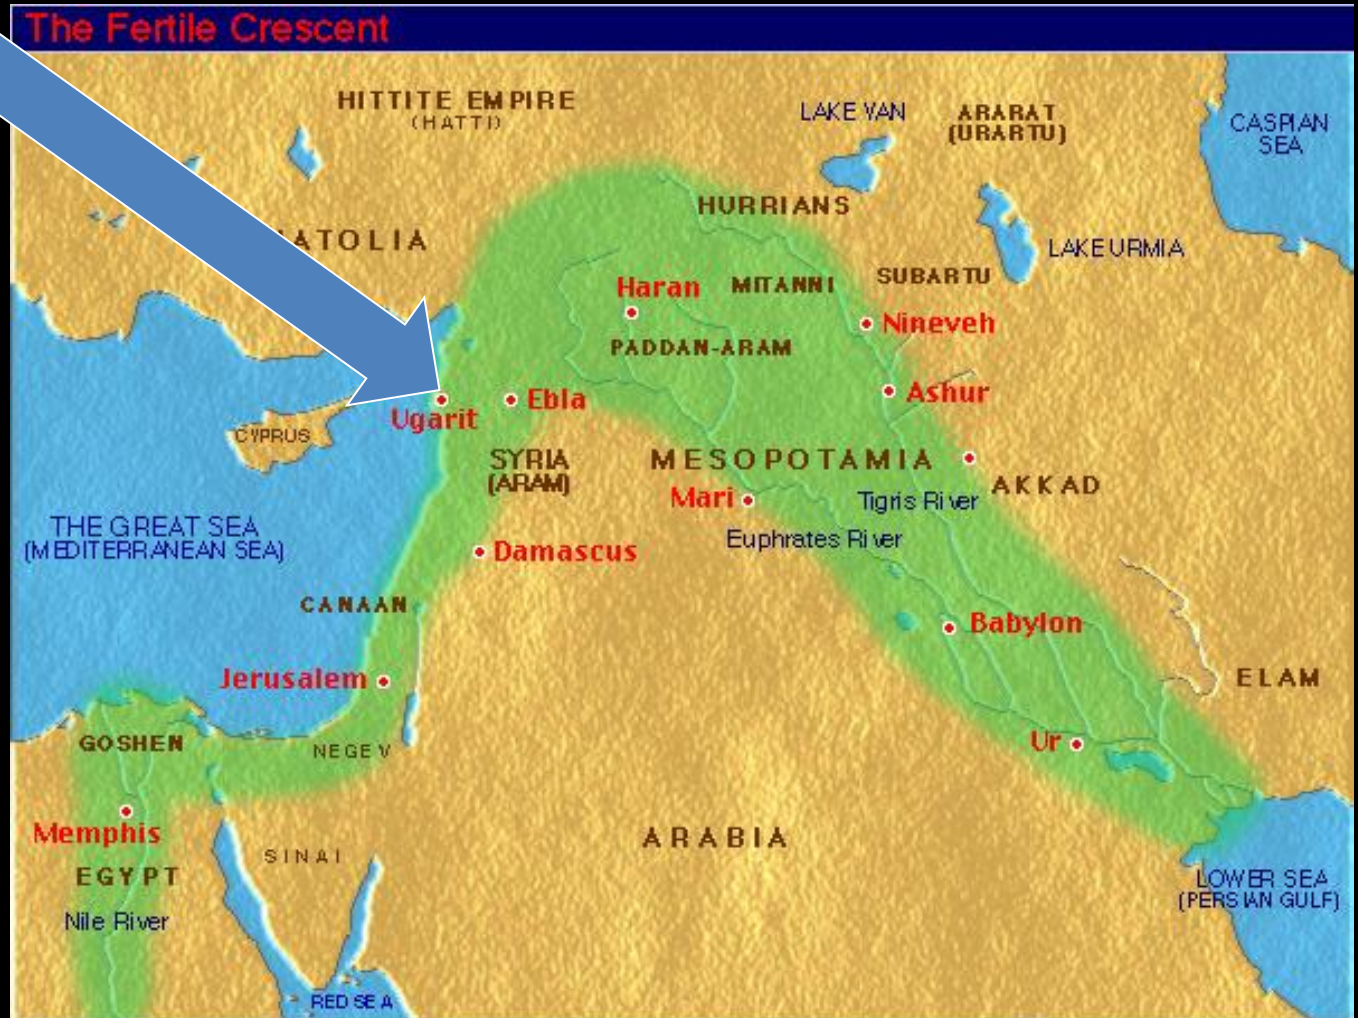 The Fertile Crescent
HITTITE EMPIRE
(HATTI)
LAKE VAN
ARARAT
(URARTU)
CASPIAN
SEA
HURRIANS
ATOLIA
LAKE URMIA
SUBARTU
Haran
MITANNI
Nineveh
PADDAN-ARAM
Ashur
Ebla
Ugarit
CYPRUS
SYRIA
(ARAM)
MESOPOTAMIA
AKKAD
Mari
Tigris River
THE GREAT SEA
(MEDITERRANEAN SEA)
Euphrates River
Damascus
CANAAN
Babylon
Jerusalem
ELAM
GOSHEN
NEGEV
Ur
Memphis
ARABIA
SINAI
EGYPT
LOWER SEA
(PERSIAN GULF)
Nile River
RED SEA